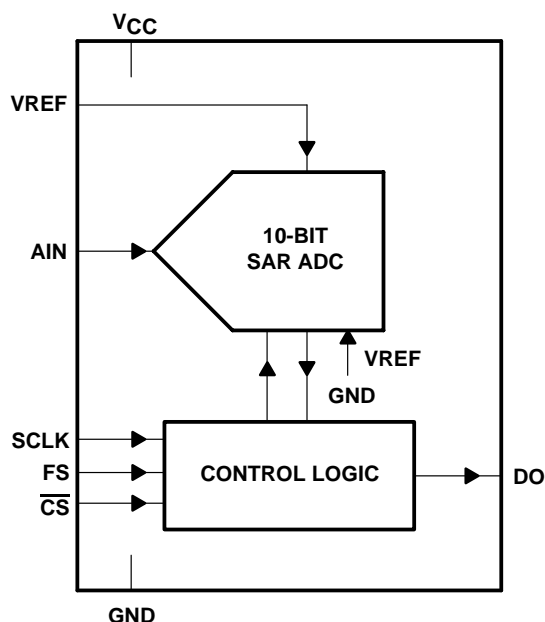 VCC
VREF
AIN
10-BIT
SAR ADC
VREF
GND
SCLK
FS
CS
CONTROL LOGIC
DO
GND